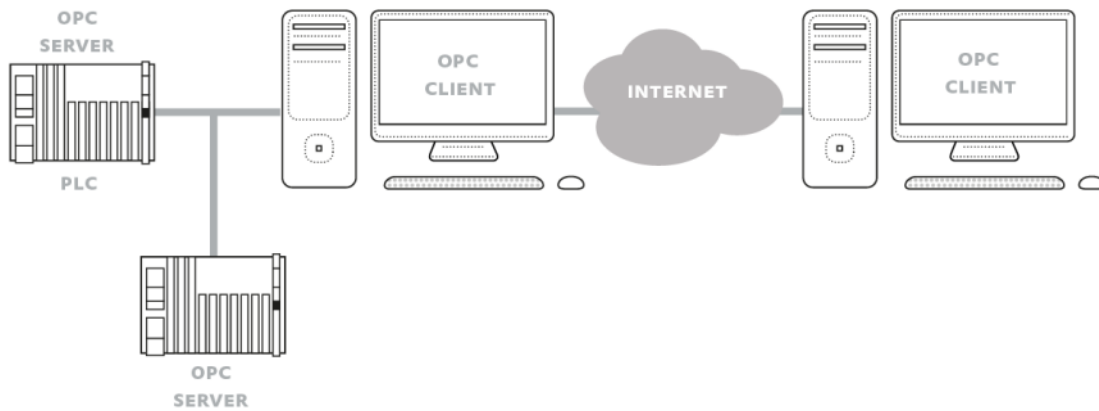 OPC
SERVER
PLC
OPC
CLIENT
INTERNET
OPC
CLIENT
OPC
SERVER